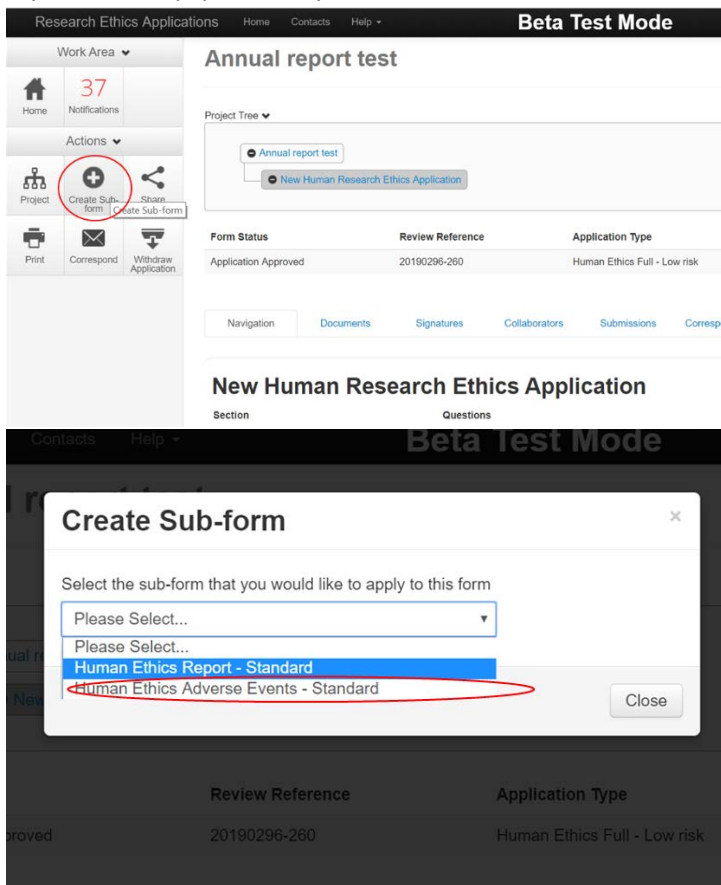 Research Ethics Applications Home Contacts Help Beta Test Mode
Work Area
Annual report test
37
Home Notifications
Project Tree
Actions
Annual report test
New Human Research Ethics Application
Project Create Sub-form Share
Create Sub-form
Form Status Review Reference Application Type
Print Correspond Withdraw Application
Application Approved 20190296-260 Human Ethics Full - Low risk
Navigation Documents Signatures Collaborators Submissions Corresp
New Human Research Ethics Application
Section Questions
Contacts Help Beta Test Mode
Create Sub-form ×
Select the sub-form that you would like to apply to this form
Please Select...
Please Select...
Human Ethics Report - Standard
Human Ethics Adverse Events - Standard
New
Close
Review Reference Application Type
proved 20190296-260 Human Ethics Full - Low risk